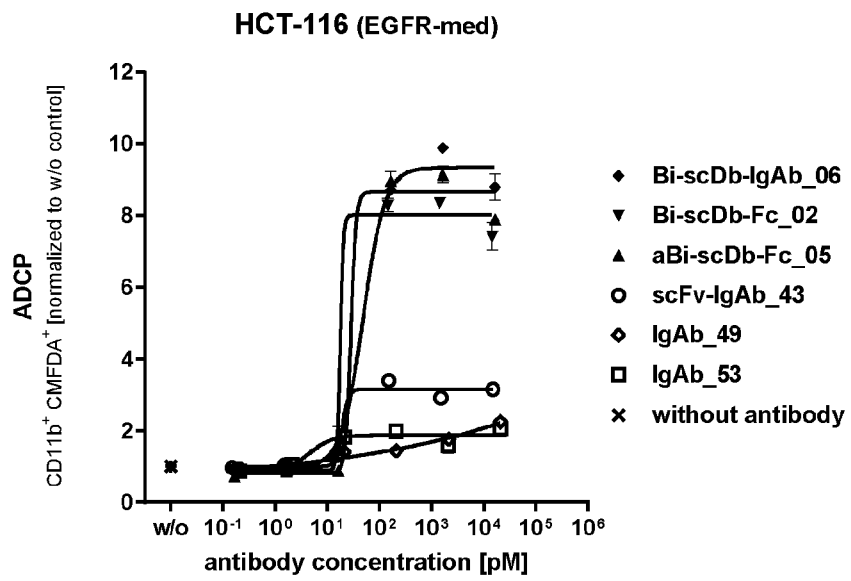 HCT-116 (EGFR-med)
ADCP
CD11b⁺ CMFDA⁺ [normalized to w/o control]
12
10
8
6
4
2
0
w/o 10⁻¹ 10⁰ 10¹ 10² 10³ 10⁴ 10⁵ 10⁶
antibody concentration [pM]
Bi-scDb-IgAb_06
Bi-scDb-Fc_02
aBi-scDb-Fc_05
scFv-IgAb_43
IgAb_49
IgAb_53
without antibody